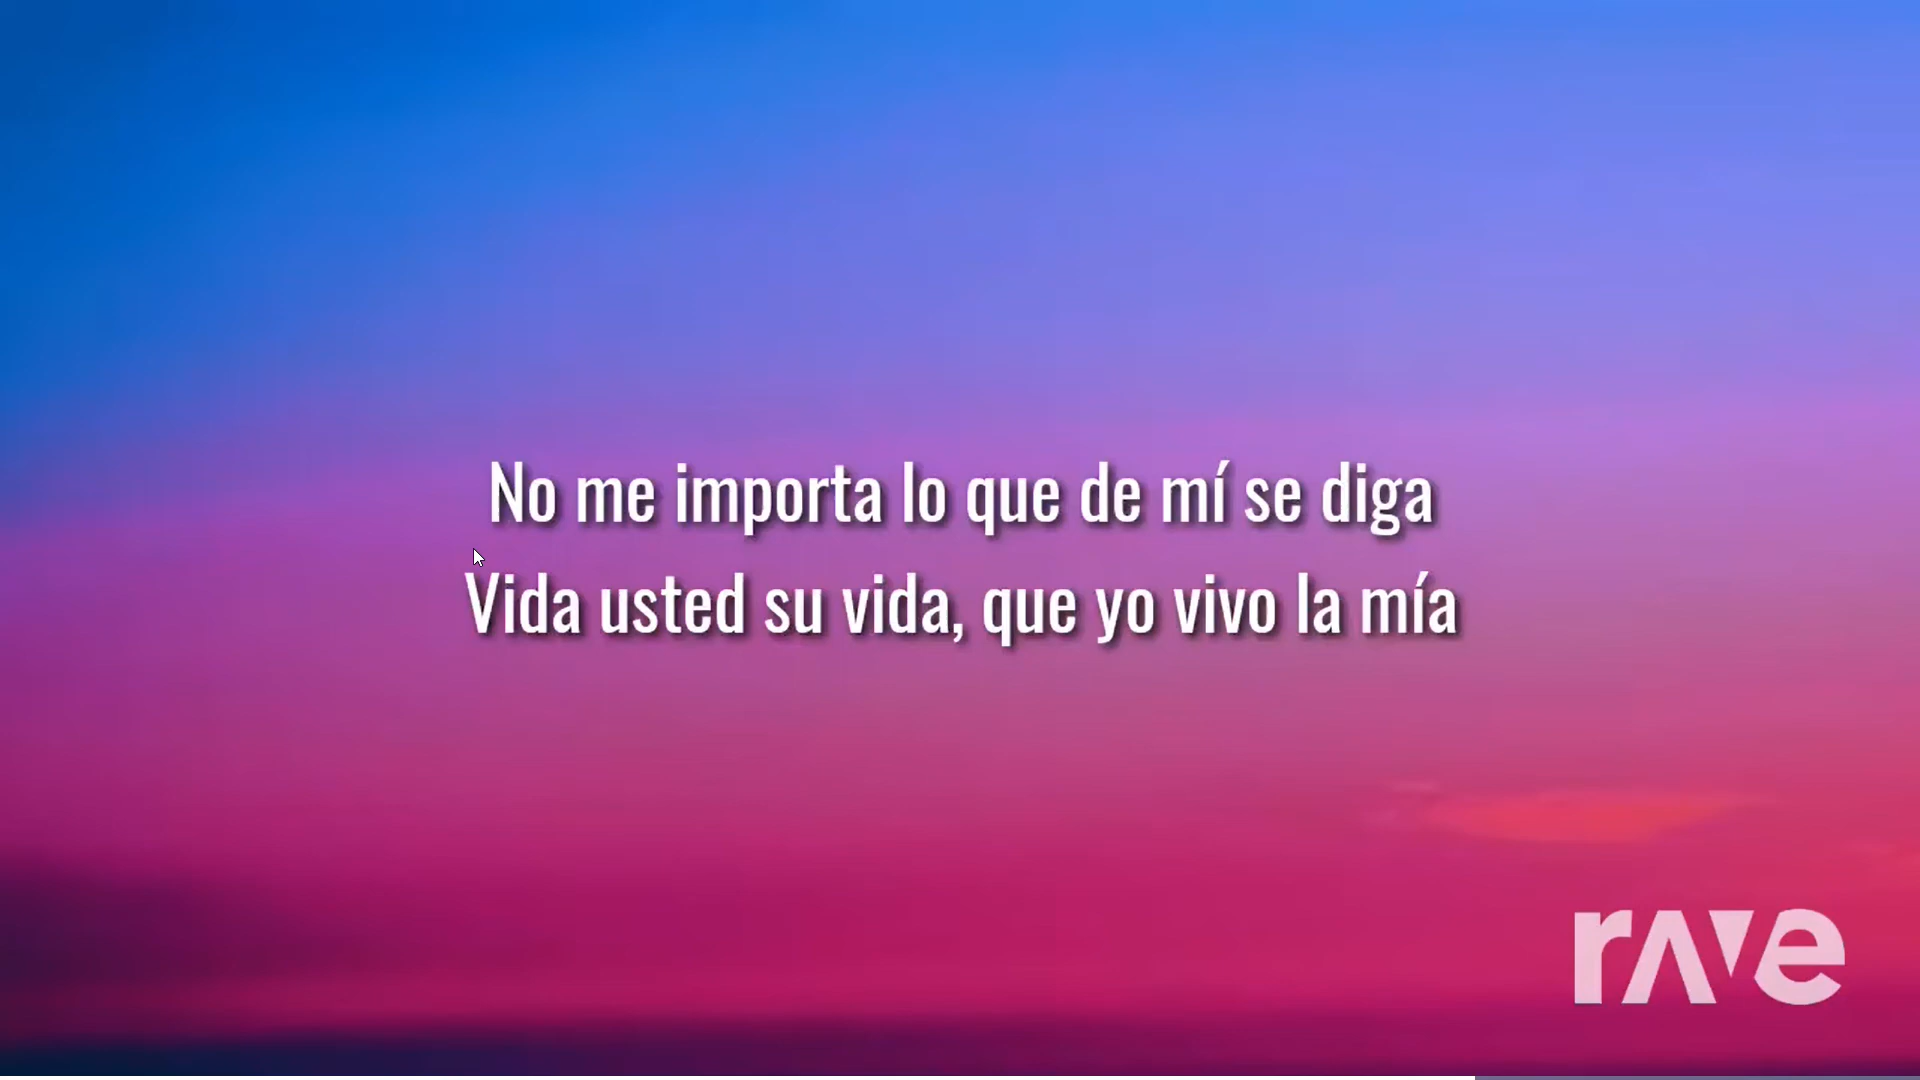 No me importa lo que de mí se diga
Vida usted su vida, que yo vivo la mía
rave